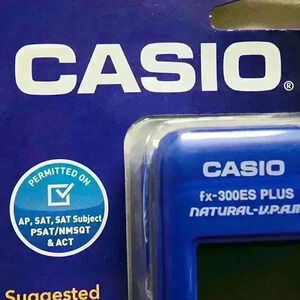 CASIO®
PERMITTED ON
AP, SAT, SAT Subject
PSAT/NMSQT
& ACT
Suggested
CASIO
fx-300ES PLUS
NATURAL-V.P.A.M.